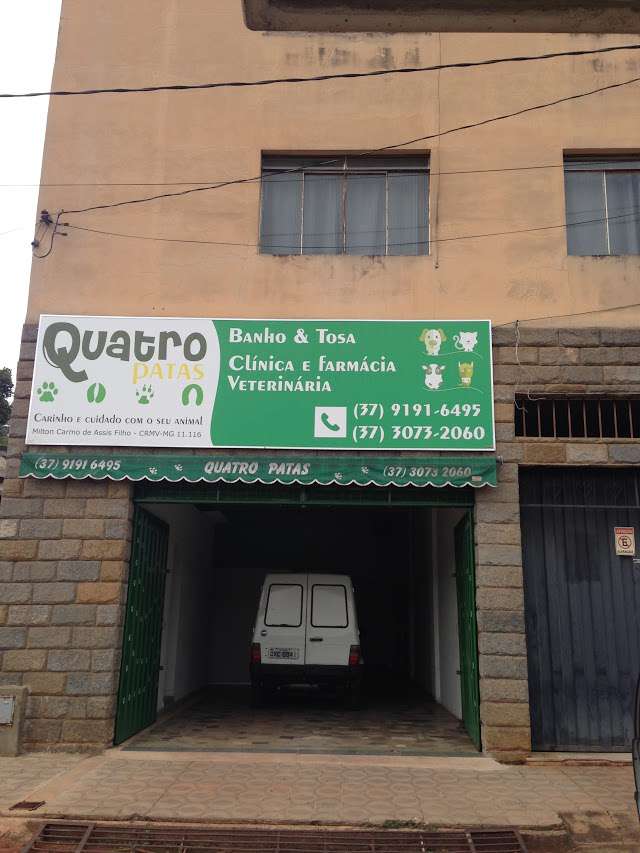 Quatro
PATAS
Carinho e cuidado com o seu animal
Milton Carmo de Assis Filho - CRMV-MG 11.116
Banho & Tosa
Clínica e farmácia
Veterinária
(37) 9191-6495
(37) 3073-2060
(37) 9191 6495 QUATRO PATAS (37) 3073 2060